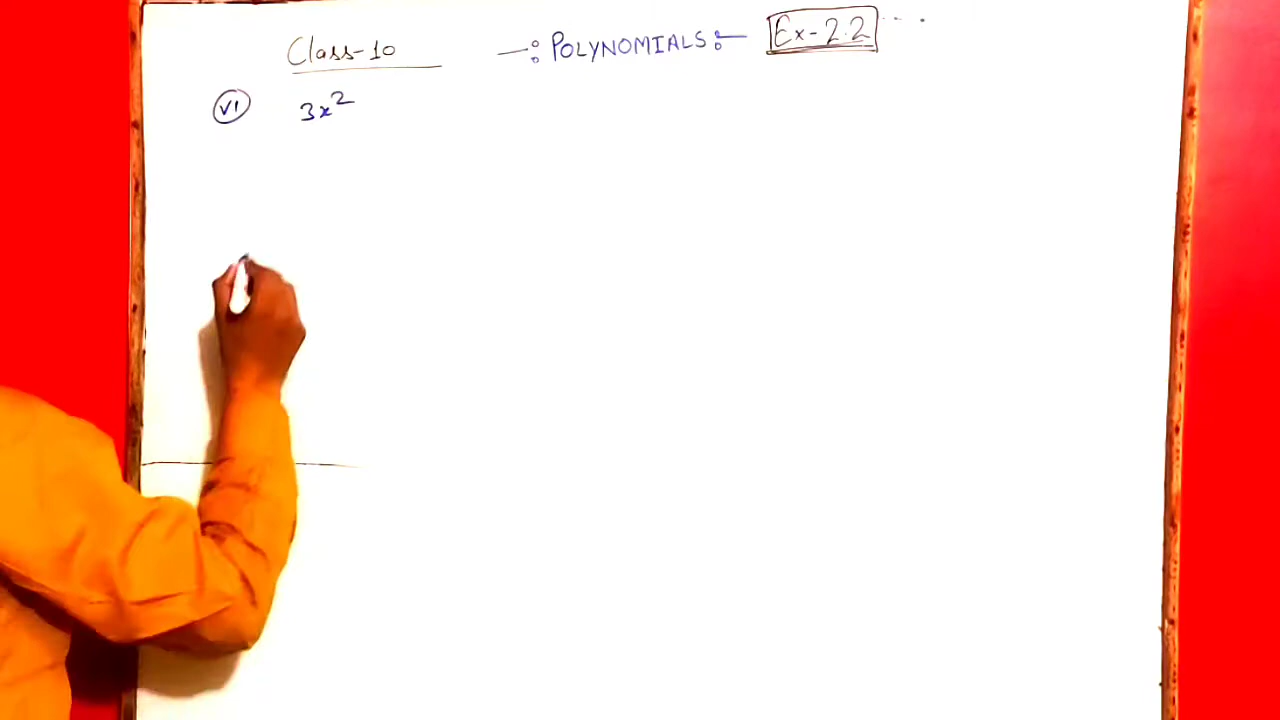 Class-10 —: POLYNOMIALS :— Ex-2.2 ....
(VI) 3x²